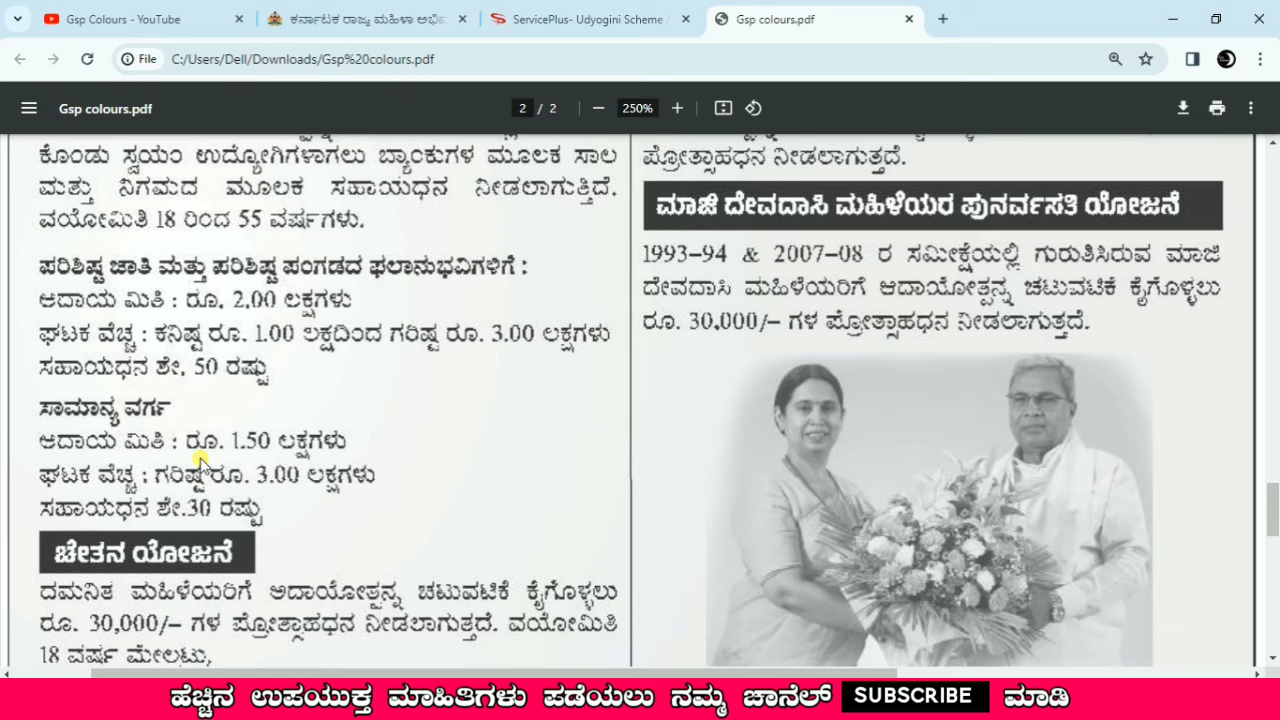 Gsp Colours - YouTube
ಕರ್ನಾಟಕ ರಾಜ್ಯ ಮಹಿಳಾ
ServicePlus- Udyogini Scheme
Gsp colours.pdf
File
C:/Users/Dell/Downloads/Gsp%20colours.pdf
Gsp colours.pdf
2 / 2
250%
ಕೊಂಡು ಸ್ವಯಂ ಉದ್ಯೋಗಿಗಳಾಗಲು ಬ್ಯಾಂಕುಗಳ ಮೂಲಕ ಸಾಲ
ಮತ್ತು ನಿಗಮದ ಮೂಲಕ ಸಹಾಯಧನ ನೀಡಲಾಗುತ್ತಿದೆ.
ವಯೋಮಿತಿ 18 ರಿಂದ 55 ವರ್ಷಗಳು.
ಪರಿಶಿಷ್ಟ ಜಾತಿ ಮತ್ತು ಪರಿಶಿಷ್ಟ ಪಂಗಡದ ಫಲಾನುಭವಿಗಳಿಗೆ :
ಆದಾಯ ಮಿತಿ : ರೂ. 2.00 ಲಕ್ಷಗಳು
ಘಟಕ ವೆಚ್ಚ : ಕನಿಷ್ಟ ರೂ. 1.00 ಲಕ್ಷದಿಂದ ಗರಿಷ್ಟ ರೂ. 3.00 ಲಕ್ಷಗಳು
ಸಹಾಯಧನ ಶೇ. 50 ರಷ್ಟು
ಸಾಮಾನ್ಯ ವರ್ಗ
ಆದಾಯ ಮಿತಿ : ರೂ. 1.50 ಲಕ್ಷಗಳು
ಘಟಕ ವೆಚ್ಚ : ಗರಿಷ್ಟ ರೂ. 3.00 ಲಕ್ಷಗಳು
ಸಹಾಯಧನ ಶೇ.30 ರಷ್ಟು
ಚೇತನ ಯೋಜನೆ
ದಮನಿತ ಮಹಿಳೆಯರಿಗೆ ಆದಾಯೋತ್ಪನ್ನ ಚಟುವಟಿಕೆ ಕೈಗೊಳ್ಳಲು
ರೂ. 30,000/– ಗಳ ಪ್ರೋತ್ಸಾಹಧನ ನೀಡಲಾಗುತ್ತದೆ. ವಯೋಮಿತಿ
18 ವರ್ಷ ಮೇಲ್ಪಟ್ಟು.
ಪ್ರೋತ್ಸಾಹಧನ ನೀಡಲಾಗುತ್ತದೆ.
ಮಾಜಿ ದೇವದಾಸಿ ಮಹಿಳೆಯರ ಪುನರ್ವಸತಿ ಯೋಜನೆ
1993–94 & 2007–08 ರ ಸಮೀಕ್ಷೆಯಲ್ಲಿ ಗುರುತಿಸಿರುವ ಮಾಜಿ
ದೇವದಾಸಿ ಮಹಿಳೆಯರಿಗೆ ಆದಾಯೋತ್ಪನ್ನ ಚಟುವಟಿಕೆ ಕೈಗೊಳ್ಳಲು
ರೂ. 30,000/– ಗಳ ಪ್ರೋತ್ಸಾಹಧನ ನೀಡಲಾಗುತ್ತದೆ.
ಹೆಚ್ಚಿನ ಉಪಯುಕ್ತ ಮಾಹಿತಿಗಳು ಪಡೆಯಲು ನಮ್ಮ ಚಾನೆಲ್ SUBSCRIBE ಮಾಡಿ